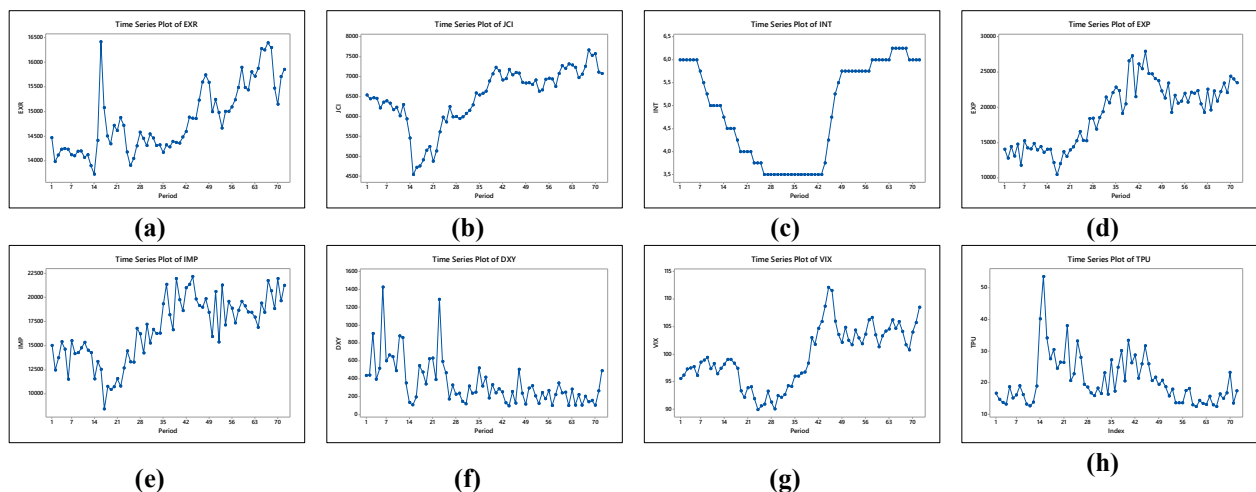 Time Series Plot of EXR
EXR
16500
16000
15500
15000
14500
14000
1 7 14 21 28 35 42 49 56 63 70
Period
(a)
Time Series Plot of JCI
JCI
8000
7500
7000
6500
6000
5500
5000
4500
1 7 14 21 28 35 42 49 56 63 70
Period
(b)
Time Series Plot of INT
INT
6,5
6,0
5,5
5,0
4,5
4,0
3,5
1 7 14 21 28 35 42 49 56 63 70
Period
(c)
Time Series Plot of EXP
EXP
30000
25000
20000
15000
10000
1 7 14 21 28 35 42 49 56 63 70
Period
(d)
Time Series Plot of IMP
IMP
22500
20000
17500
15000
12500
10000
1 7 14 21 28 35 42 49 56 63 70
Period
(e)
Time Series Plot of DXY
DXY
1600
1400
1200
1000
800
600
400
200
0
1 7 14 21 28 35 42 49 56 63 70
Period
(f)
Time Series Plot of VIX
VIX
115
110
105
100
95
90
1 7 14 21 28 35 42 49 56 63 70
Period
(g)
Time Series Plot of TPU
TPU
50
40
30
20
10
1 7 14 21 28 35 42 49 56 63 70
Index
(h)